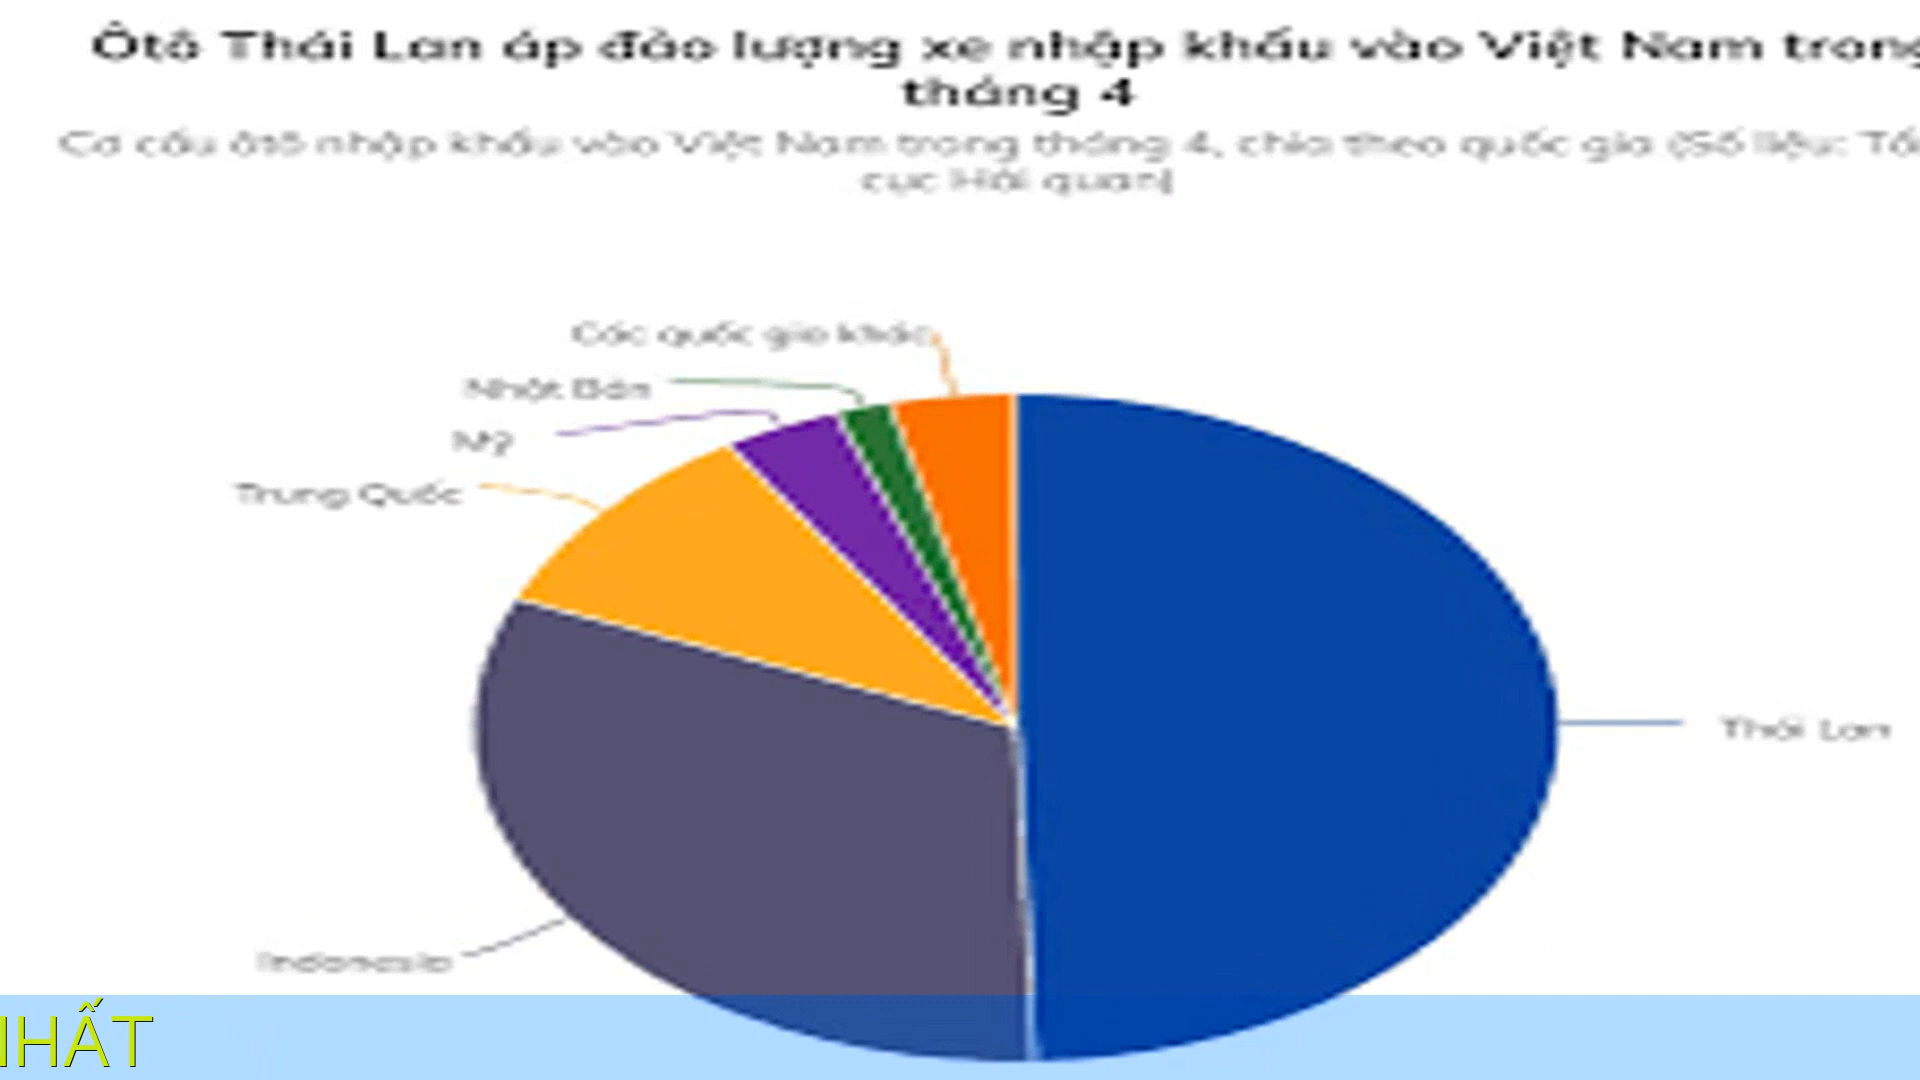 Ôtô Thái Lan áp đảo lượng xe nhập khẩu vào Việt Nam trong
tháng 4
Cơ cấu ôtô nhập khẩu vào Việt Nam trong tháng 4, chia theo quốc gia (Số liệu: Tổ
cục Hải quan)
Các quốc gia khác
Nhật Bản
Mỹ
Trung Quốc
Thái Lan
Indonesia
NHẤT